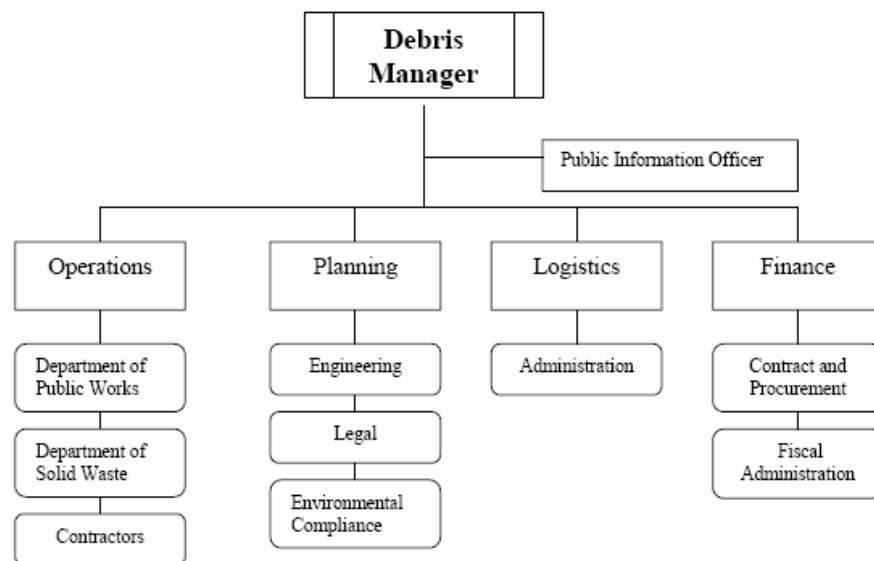 Debris
Manager
Public Information Officer
Operations
Planning
Logistics
Finance
Department of
Public Works
Engineering
Administration
Contract and
Procurement
Department of
Solid Waste
Legal
Fiscal
Administration
Contractors
Environmental
Compliance